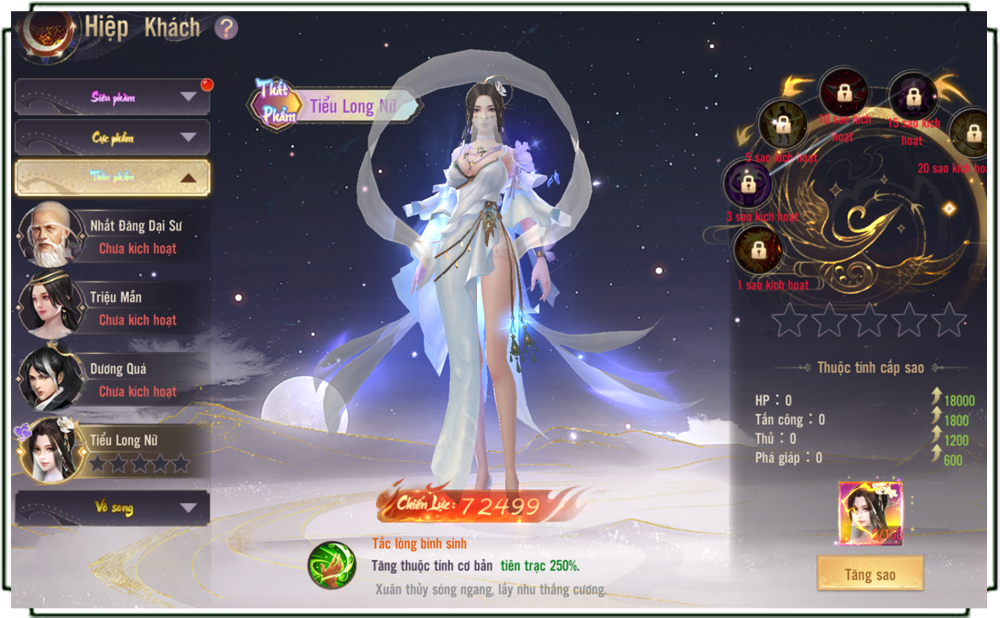 Hiệp Khách ?
Siêu phàm
Cực phẩm
Thần phẩm
Nhất Đăng Dại Sư
Chưa kích hoạt
Triệu Mẫn
Chưa kích hoạt
Dương Quá
Chưa kích hoạt
Tiểu Long Nữ
Vô song
Thất Phẩm
Tiểu Long Nữ
10 sao kích hoạt
15 sao kích hoạt
5 sao kích hoạt
20 sao kích
3 sao kích hoạt
1 sao kích hoạt
Thuộc tính cấp sao
HP : 0 18000
Tấn công : 0 1800
Thủ : 0 1200
Phá giáp : 0 600
Tăng sao
Chiến Lực: 72499
Tấc lòng bình sinh
Tăng thuộc tính cơ bản tiên trạc 250%.
Xuân thủy sóng ngang, lấy nhu thắng cương.